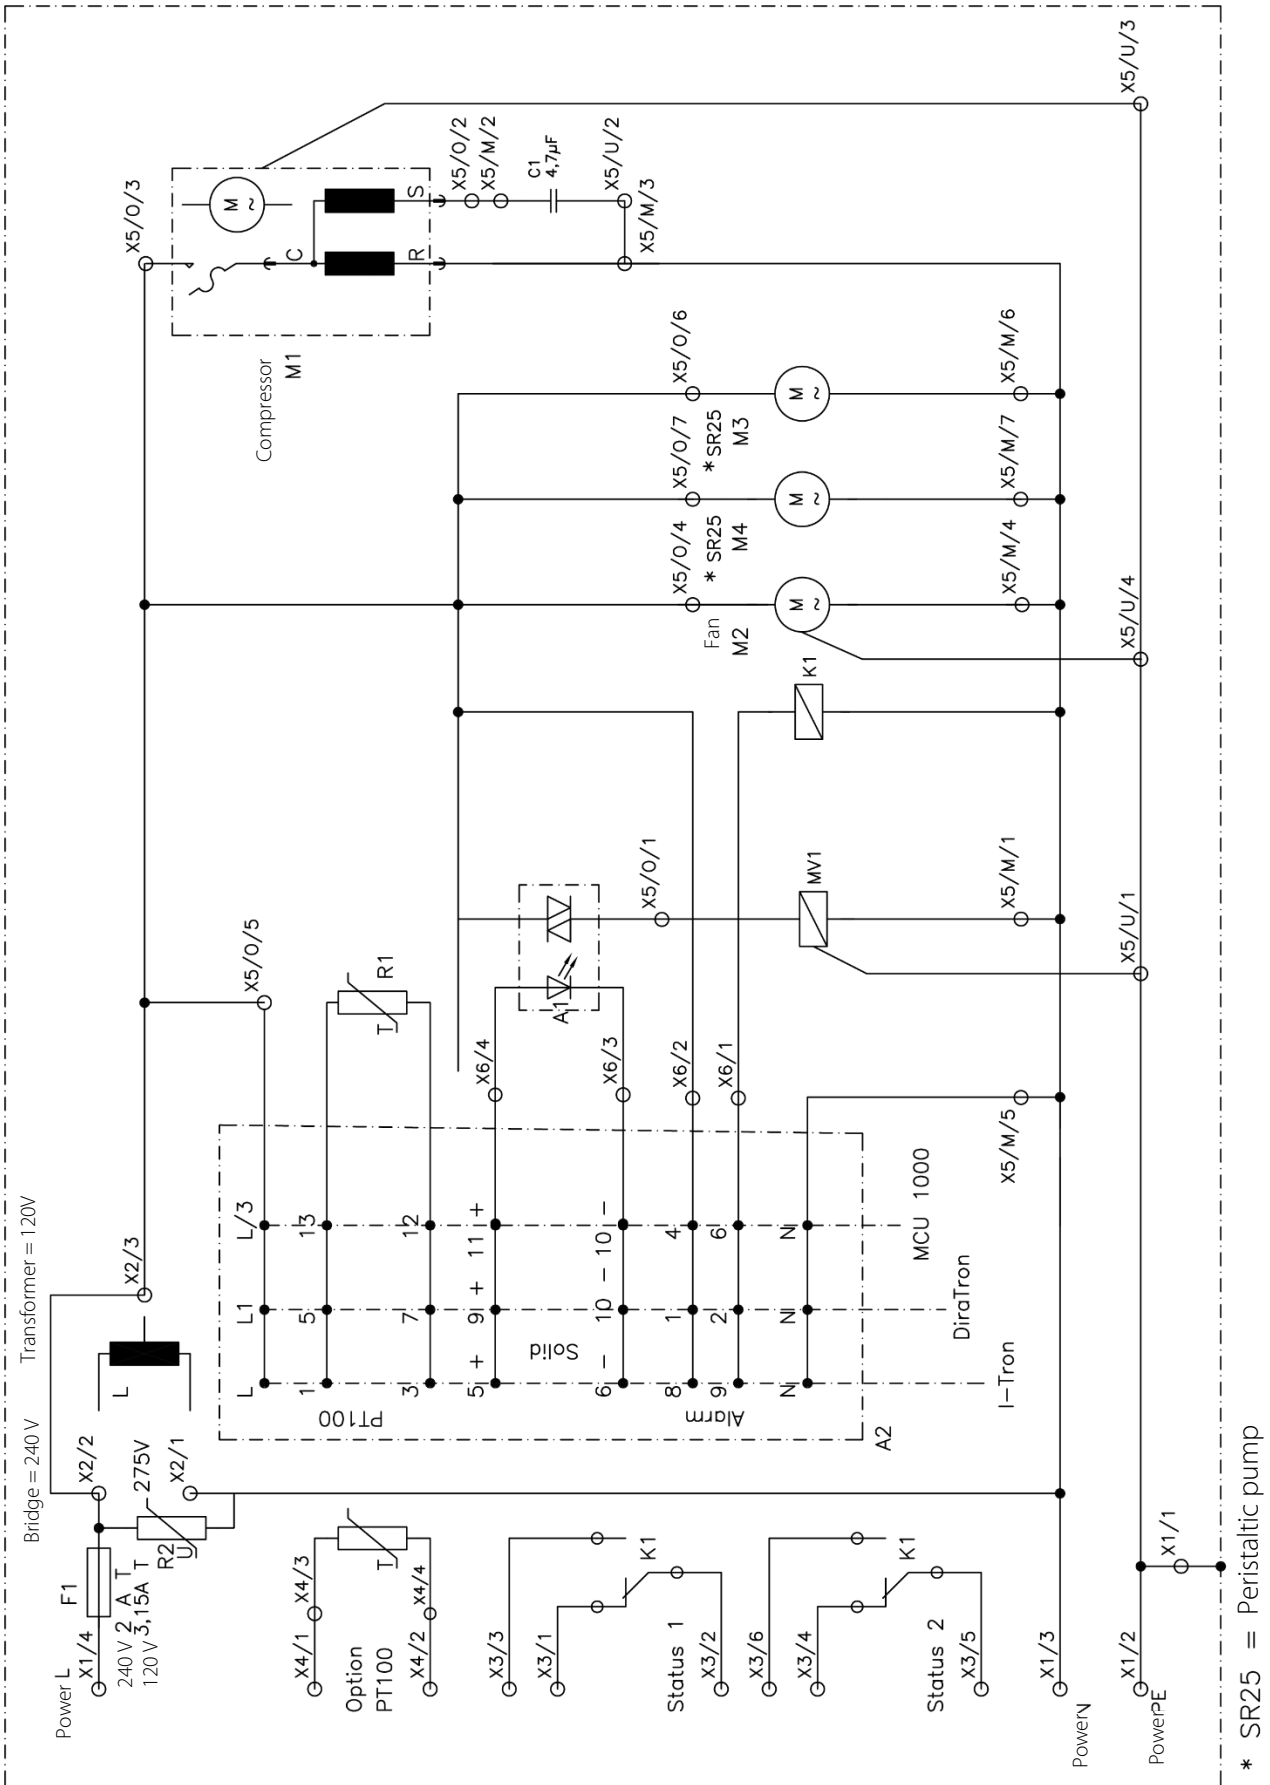 Power L
X1/4
F1
240 V 2 A T
120 V 3,15A T
R2
U
275V
X2/2
X2/1
Bridge = 240 V
Transformer = 120V
L
X2/3
X5/O/5
X5/O/3
Compressor
M1
M
~
C
S
R
X5/O/2
X5/M/2
C1
4,7µF
X5/U/2
X5/M/3
X5/U/3
X5/O/6
* SR25
M3
M
~
X5/M/6
X5/O/7
* SR25
M4
M
~
X5/M/7
X5/O/4
Fan
M2
M
~
X5/M/4
X5/U/4
K1
X5/O/1
MV1
X5/M/1
X5/U/1
A1
R1
T
X6/4
X6/3
X6/2
X6/1
X5/M/5
L L1 L/3
1 5 13
PT100
3 7 12
5 + 9 + 11 +
Solid
6 – 10 – 10 –
8 1 4
Alarm
9 2 6
N N N
A2
I-Tron
DiraTron
MCU 1000
X4/1
X4/3
Option
PT100
T
X4/2
X4/4
X3/3
X3/1
K1
Status 1
X3/2
X3/6
X3/4
K1
Status 2
X3/5
X1/3
PowerN
X1/2
PowerPE
X1/1
* SR25 = Peristaltic pump